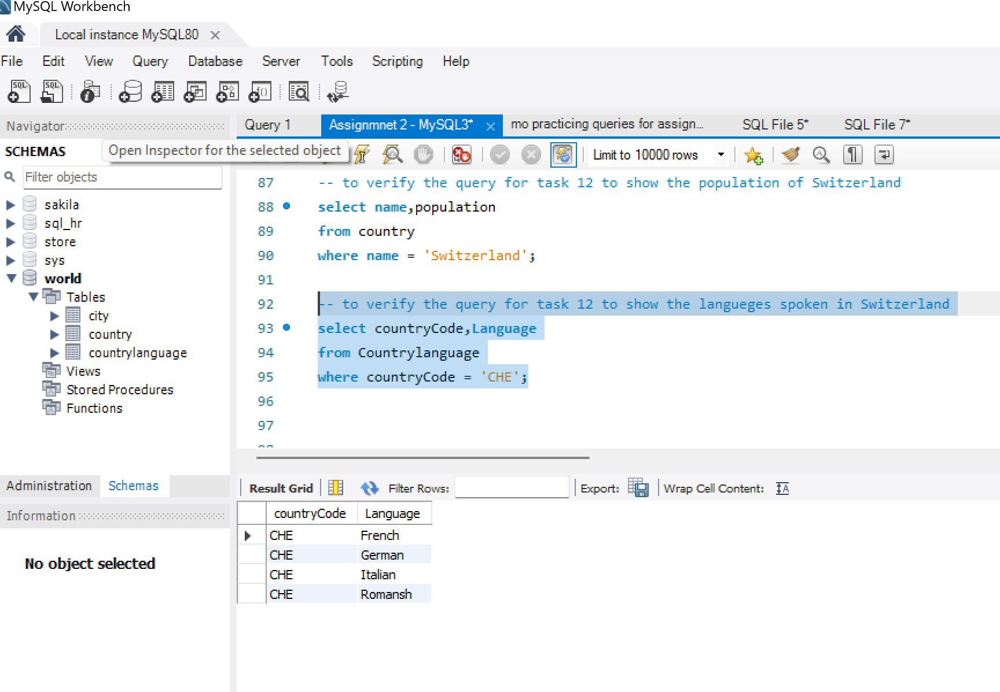 MySQL Workbench
Local instance MySQL80
File Edit View Query Database Server Tools Scripting Help
Navigator
Query 1
Assignmnet 2 - MySQL3*
mo practicing queries for assign...
SQL File 5*
SQL File 7*
SCHEMAS
Open Inspector for the selected object
Limit to 10000 rows
Filter objects
sakila
sql_hr
store
sys
world
Tables
city
country
countrylanguage
Views
Stored Procedures
Functions
87 -- to verify the query for task 12 to show the population of Switzerland
88 select name,population
89 from country
90 where name = 'Switzerland';
91
92 -- to verify the query for task 12 to show the langueges spoken in Switzerland
93 select countryCode,Language
94 from Countrylanguage
95 where countryCode = 'CHE';
96
97
Administration Schemas
Information
No object selected
Result Grid Filter Rows: Export: Wrap Cell Content:
countryCode Language
CHE French
CHE German
CHE Italian
CHE Romansh